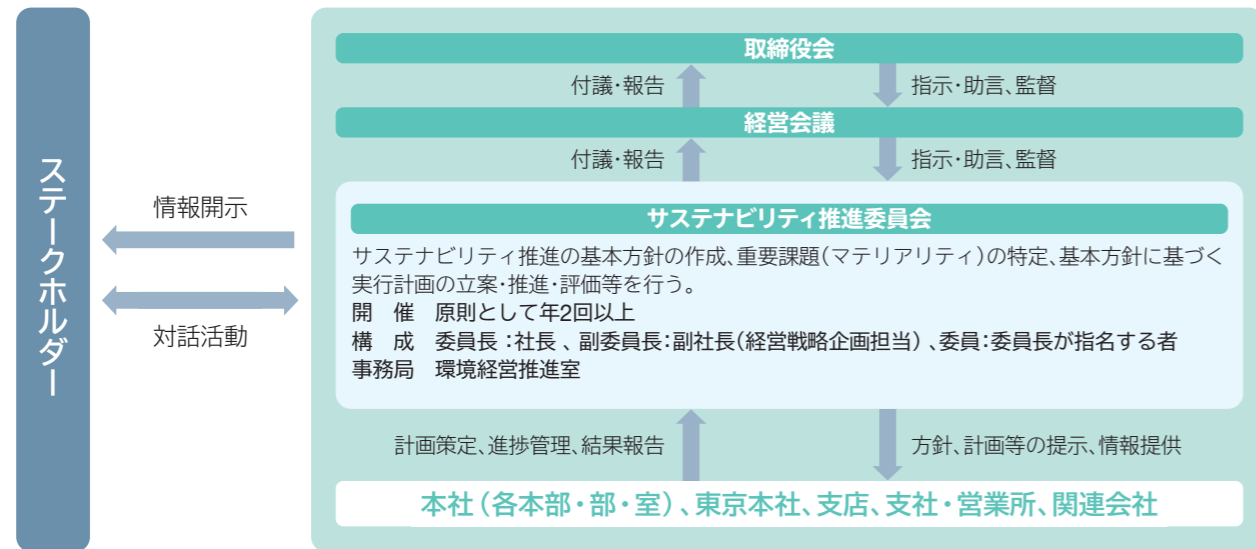 ステークホルダー
情報開示
対話活動
取締役会
付議・報告
指示・助言、監督
経営会議
付議・報告
指示・助言、監督
サステナビリティ推進委員会
サステナビリティ推進の基本方針の作成、重要課題(マテリアリティ)の特定、基本方針に基づく
実行計画の立案・推進・評価等を行う。
開　催　原則として年2回以上
構　成　委員長：社長 、副委員長：副社長(経営戦略企画担当) 、委員：委員長が指名する者
事務局　環境経営推進室
計画策定、進捗管理、結果報告
方針、計画等の提示、情報提供
本社（各本部・部・室）、東京本社、支店、支社・営業所、関連会社